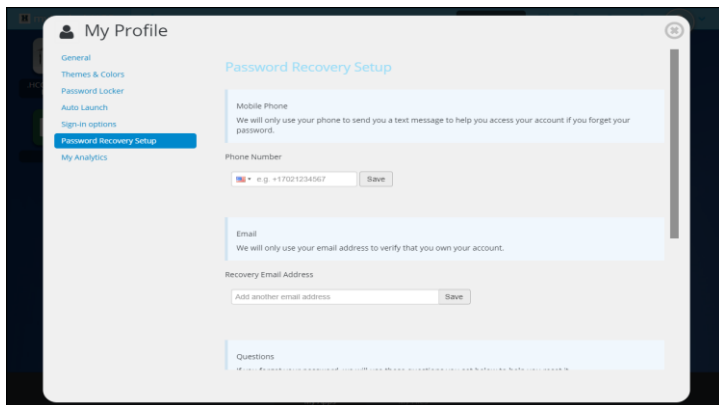 My Profile
General
Themes & Colors
Password Locker
Auto Launch
Sign-in options
Password Recovery Setup
My Analytics
Password Recovery Setup
Mobile Phone
We will only use your phone to send you a text message to help you access your account if you forget your
password.
Phone Number
e.g. +17021234567
Save
Email
We will only use your email address to verify that you own your account.
Recovery Email Address
Add another email address
Save
Questions